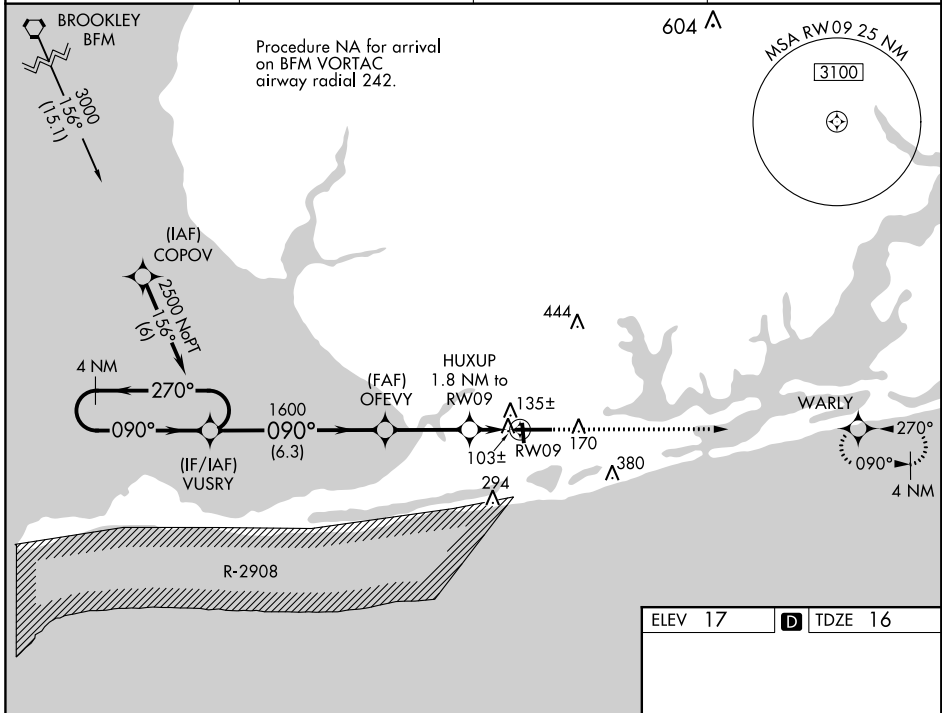 BROOKLEY
BFM
Procedure NA for arrival
on BFM VORTAC
airway radial 242.
604
MSA RW09 25 NM
3100
3000
156°
(15.1)
(IAF)
COPOV
2500 NoPT
156°
(6)
4 NM
270°
090°
(IF/IAF)
VUSRY
1600
090°
(6.3)
(FAF)
OFEVY
HUXUP
1.8 NM to
RW09
444
135±
103±
RW09
170
380
294
WARLY
270°
090°
4 NM
R-2908
ELEV 17
D
TDZE 16